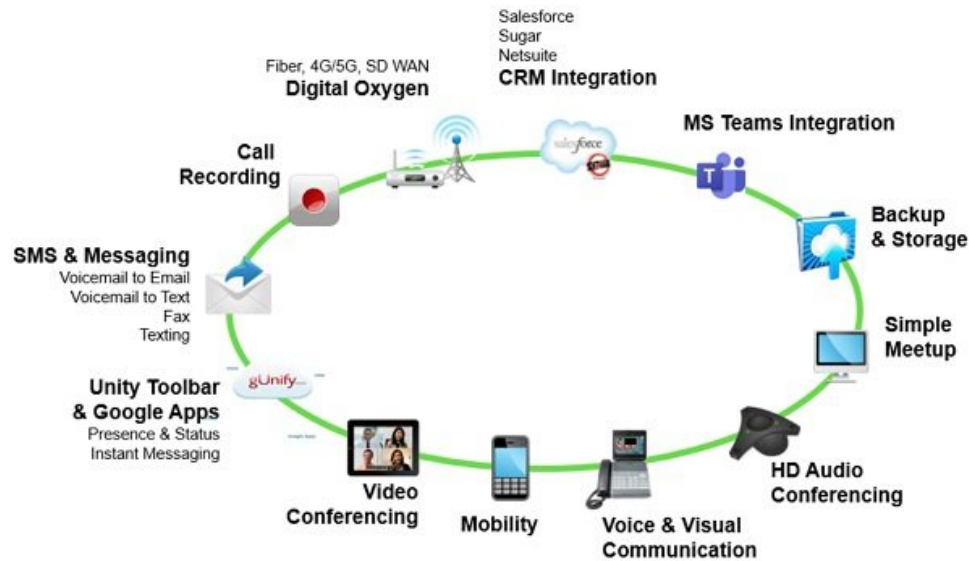 Salesforce
Sugar
Netsuite
CRM Integration
Fiber, 4G/5G, SD WAN
Digital Oxygen
MS Teams Integration
Call
Recording
salesforce
T
Backup
& Storage
SMS & Messaging
Voicemail to Email
Voicemail to Text
Fax
Texting
Simple
Meetup
Unity Toolbar
& Google Apps
Presence & Status
Instant Messaging
gUnify
Video
Conferencing
Mobility
Voice & Visual
Communication
HD Audio
Conferencing